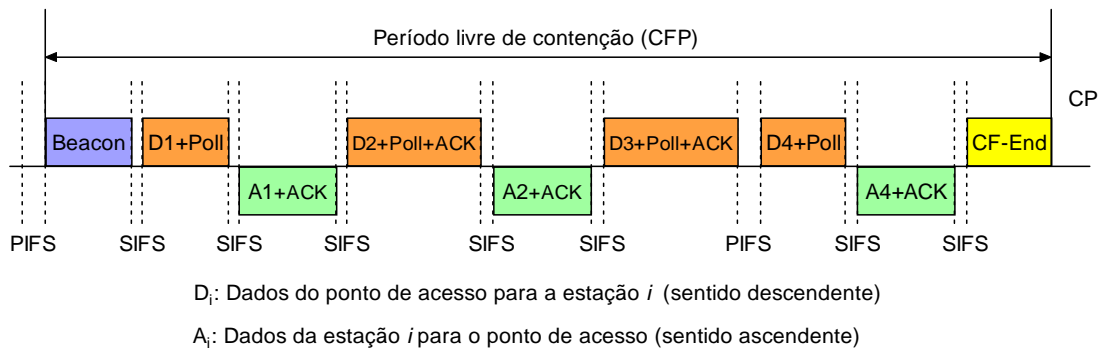 Período livre de contenção (CFP)
CP
Beacon
D1+Poll
D2+Poll+ACK
D3+Poll+ACK
D4+Poll
CF-End
A1+ACK
A2+ACK
A4+ACK
PIFS SIFS SIFS SIFS SIFS SIFS PIFS SIFS SIFS
Di: Dados do ponto de acesso para a estação i (sentido descendente)
Ai: Dados da estação i para o ponto de acesso (sentido ascendente)